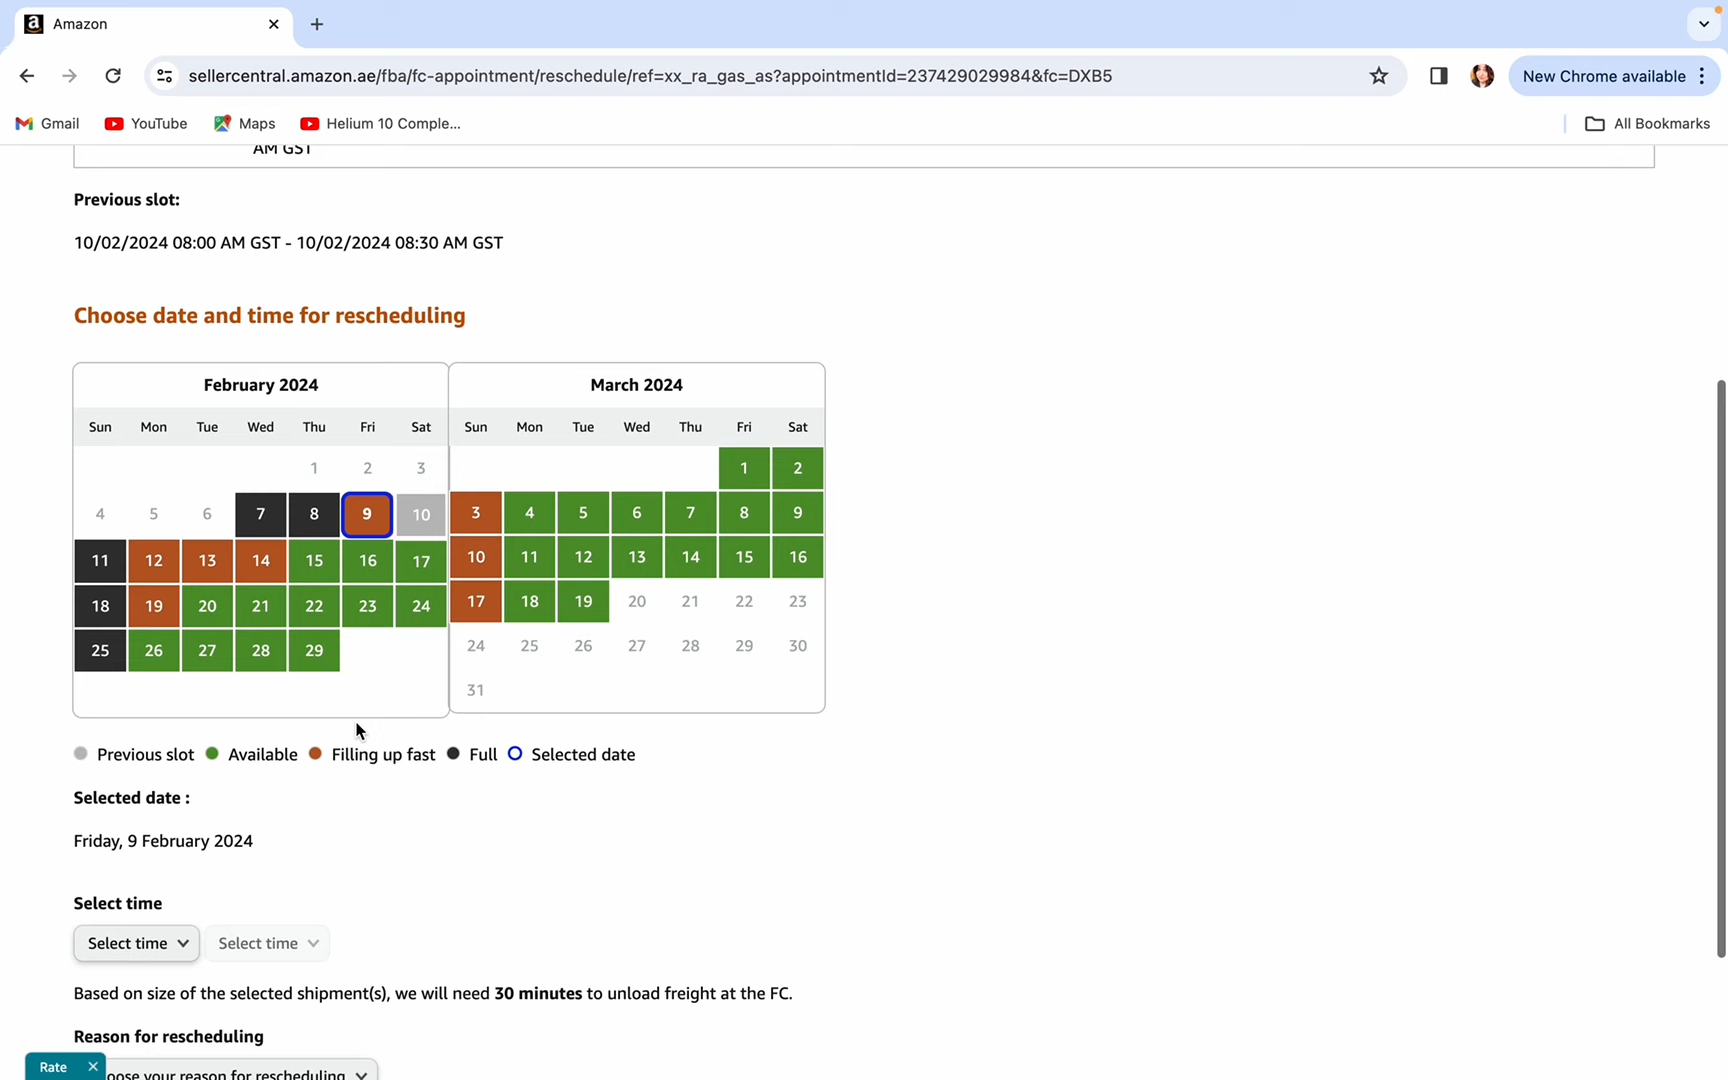 Amazon
sellercentral.amazon.ae/fba/fc-appointment/reschedule/ref=xx_ra_gas_as?appointmentId=237429029984&fc=DXB5
New Chrome available
Gmail YouTube Maps Helium 10 Comple... All Bookmarks
AM GST
Previous slot:
10/02/2024 08:00 AM GST - 10/02/2024 08:30 AM GST
Choose date and time for rescheduling
February 2024 March 2024
Sun Mon Tue Wed Thu Fri Sat Sun Mon Tue Wed Thu Fri Sat
1 2 3 1 2
4 5 6 7 8 9 10 3 4 5 6 7 8 9
11 12 13 14 15 16 17 10 11 12 13 14 15 16
18 19 20 21 22 23 24 17 18 19 20 21 22 23
25 26 27 28 29 24 25 26 27 28 29 30
31
Previous slot Available Filling up fast Full Selected date
Selected date :
Friday, 9 February 2024
Select time
Select time Select time
Based on size of the selected shipment(s), we will need 30 minutes to unload freight at the FC.
Reason for rescheduling
Rate
oose your reason for rescheduling